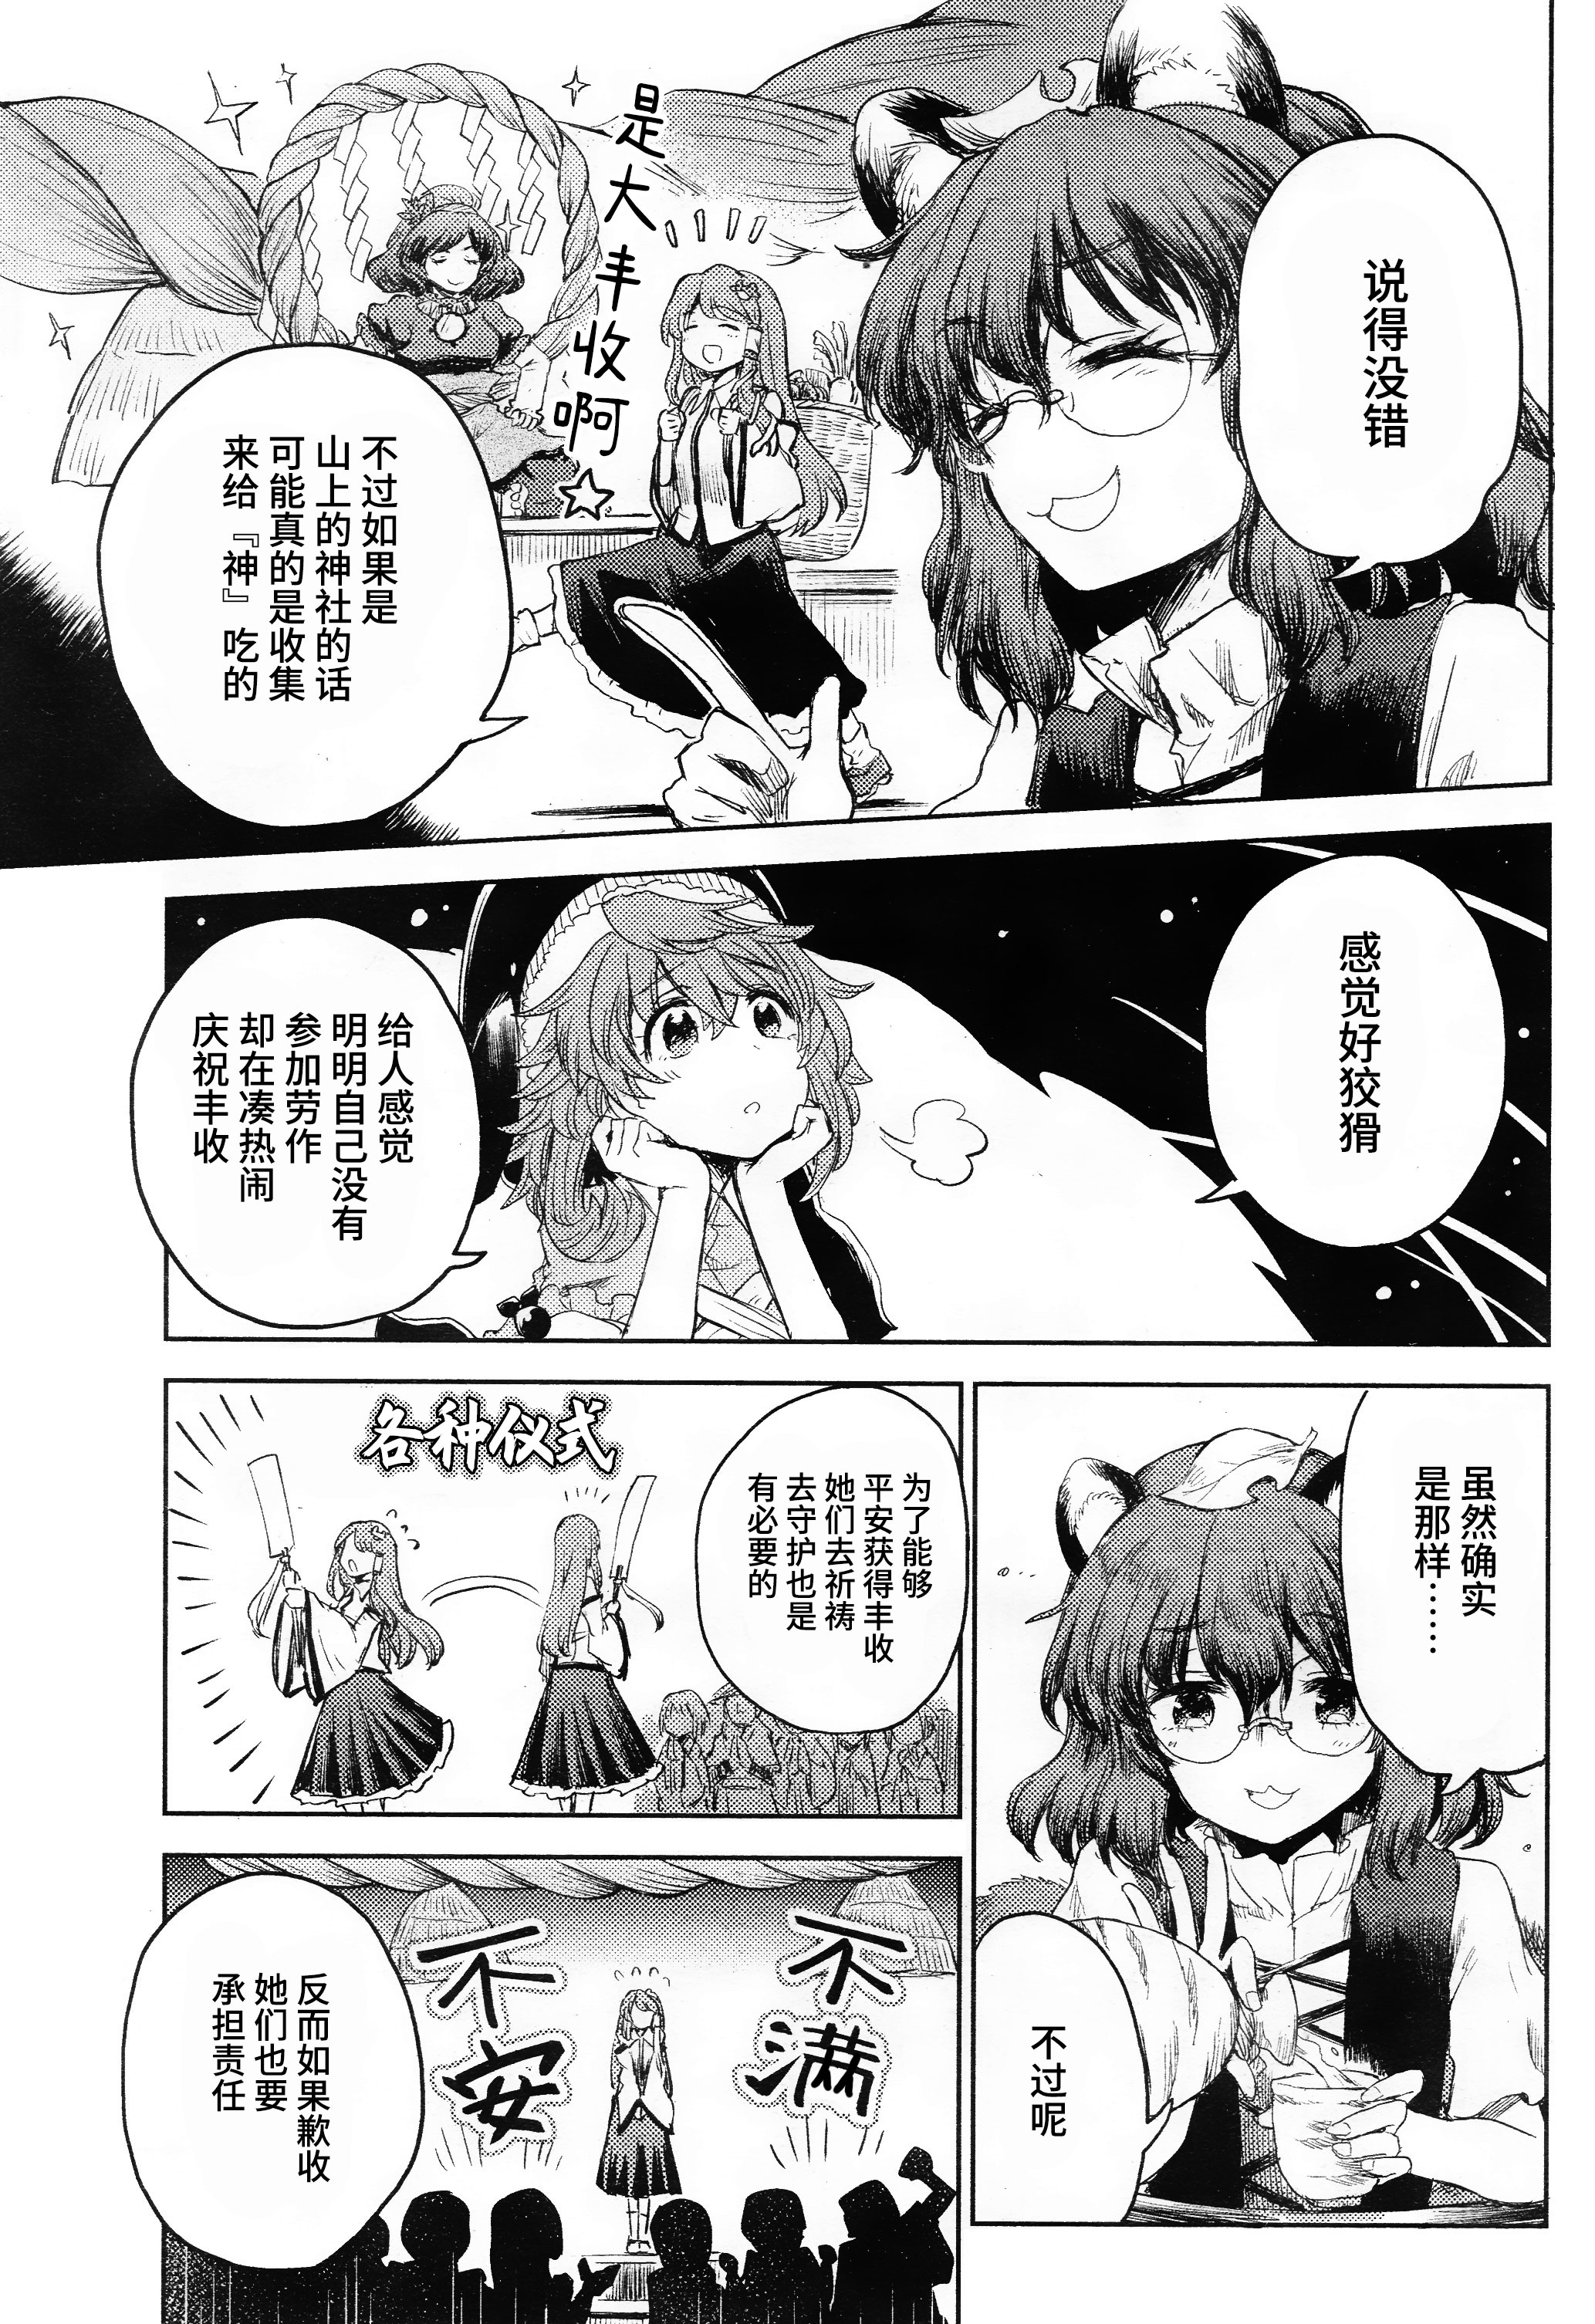 说得没错
是大丰收啊☆
不过如果是
山上的神社的话
可能真的是收集
来给『神』吃的
感觉好狡猾
给人感觉
明明自己没有
参加劳作
却在凑热闹
庆祝丰收
虽然确实
是那样……
不过呢
为了能够
平安获得丰收
她们去祈祷
去守护也是
有必要的
各种仪式
不满
不安
反而如果歉收
她们也要
承担责任